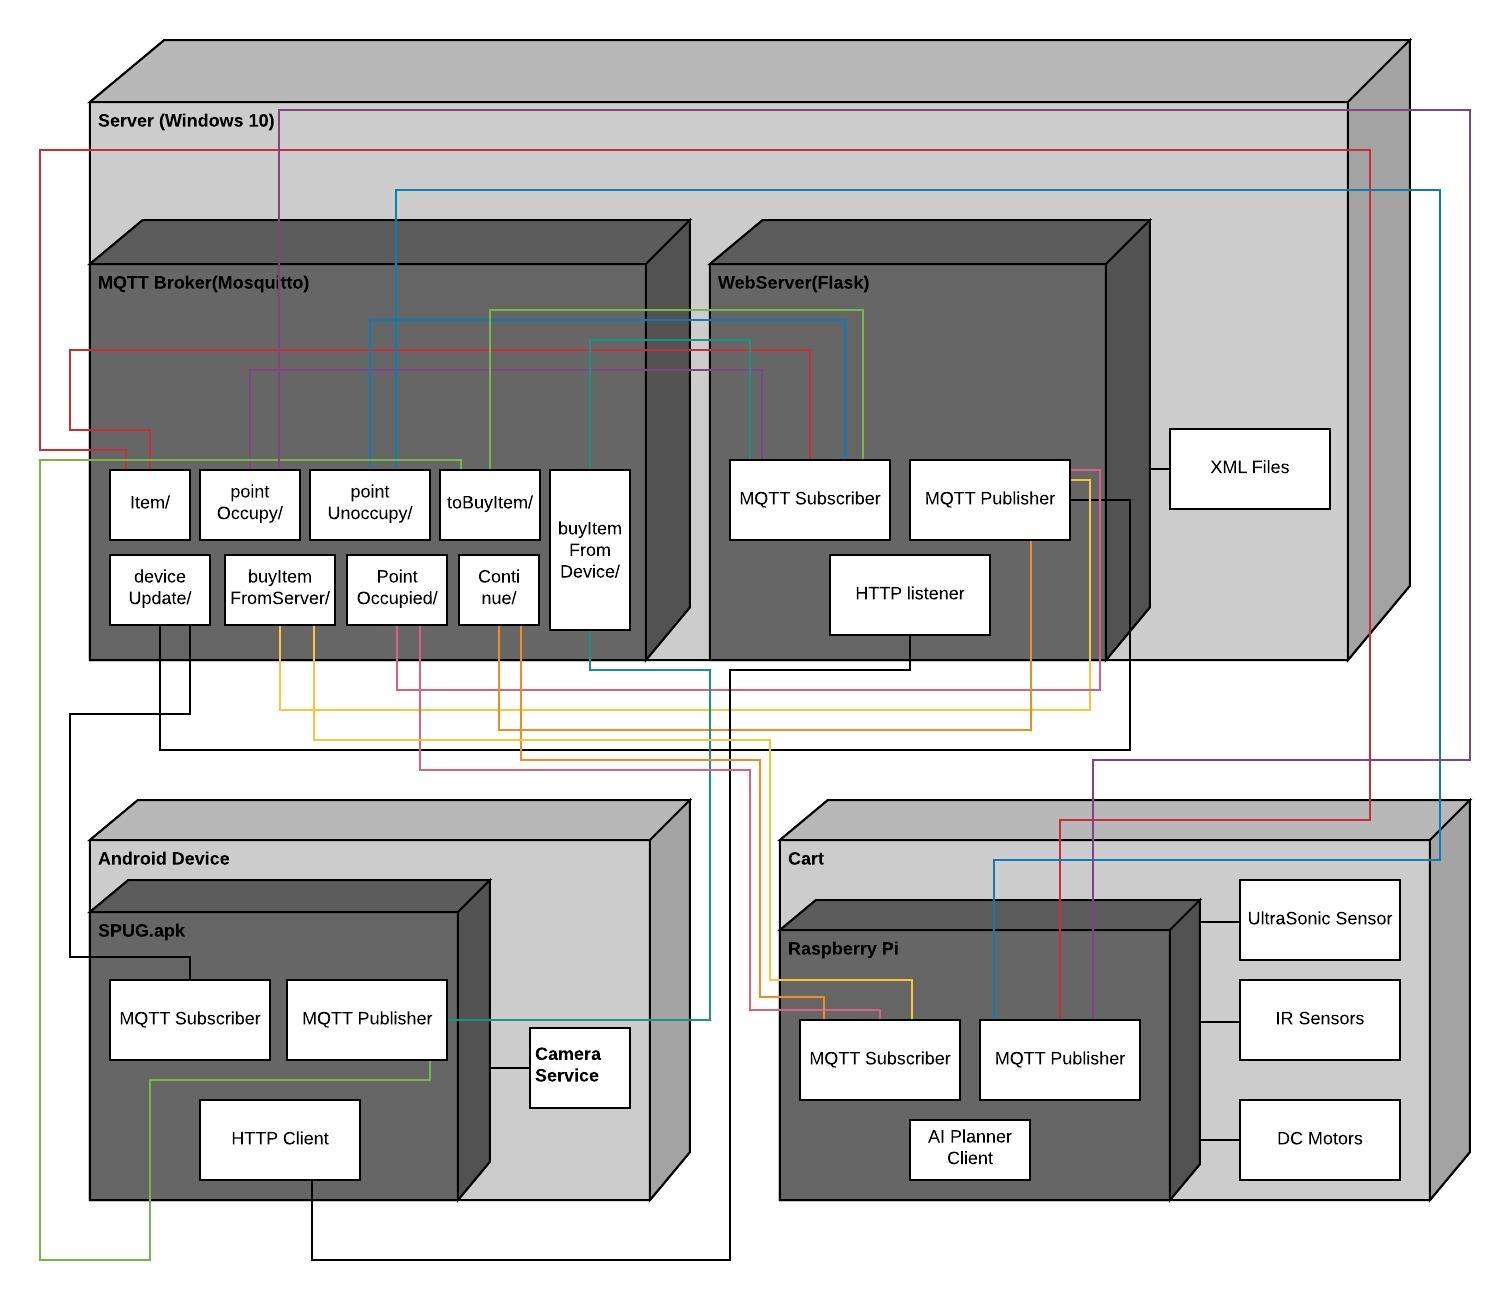 Server (Windows 10)
MQTT Broker(Mosquitto)
WebServer(Flask)
Item/
point
Occupy/
point
Unoccupy/
toBuyItem/
buyItem
From
Device/
device
Update/
buyItem
FromServer/
Point
Occupied/
Conti
nue/
MQTT Subscriber
MQTT Publisher
HTTP listener
XML Files
Android Device
SPUG.apk
MQTT Subscriber
MQTT Publisher
HTTP Client
Camera
Service
Cart
Raspberry Pi
MQTT Subscriber
MQTT Publisher
AI Planner
Client
UltraSonic Sensor
IR Sensors
DC Motors